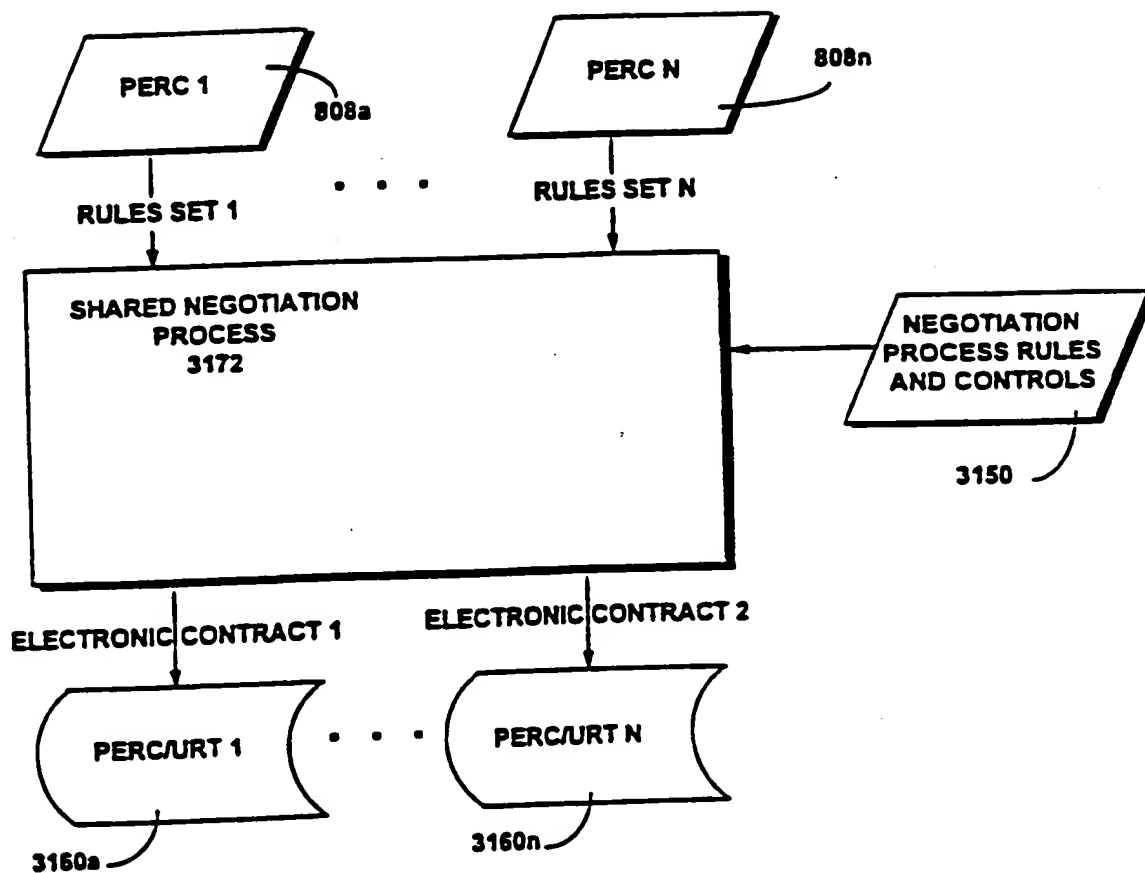 PERC 1
808a
PERC N
808n
RULES SET 1
RULES SET N
SHARED NEGOTIATION
PROCESS
3172
NEGOTIATION
PROCESS RULES
AND CONTROLS
3150
ELECTRONIC CONTRACT 1
ELECTRONIC CONTRACT 2
PERC/URT 1
PERC/URT N
3160a
3160n